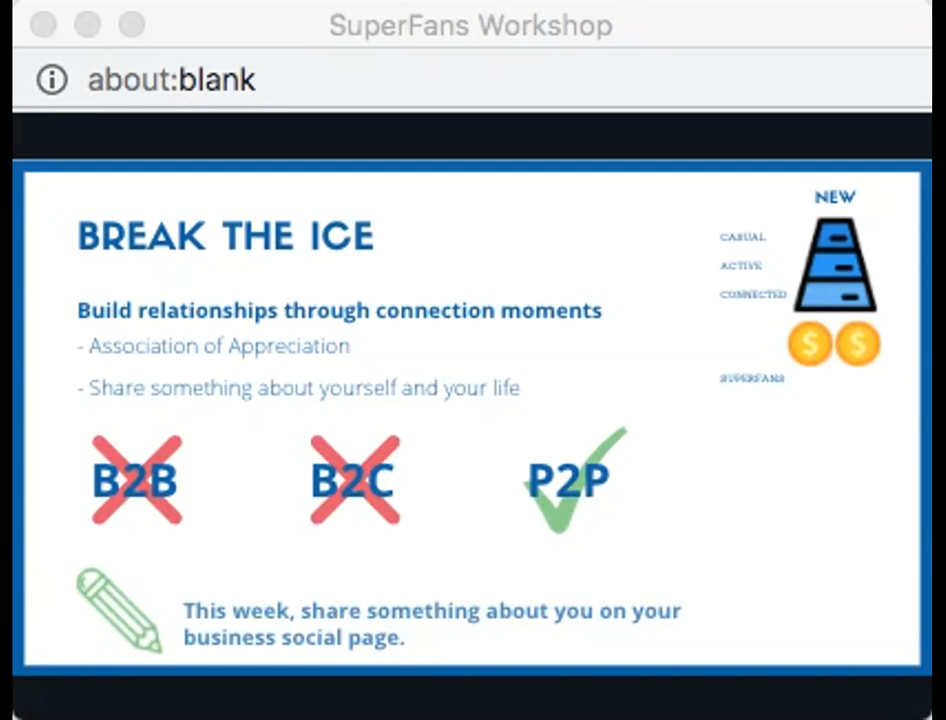 SuperFans Workshop
about:blank
NEW
BREAK THE ICE
CASUAL
ACTIVE
CONNECTED
Build relationships through connection moments
- Association of Appreciation
- Share something about yourself and your life
$ $
SUPERFANS
B2B B2C P2P
This week, share something about you on your
business social page.